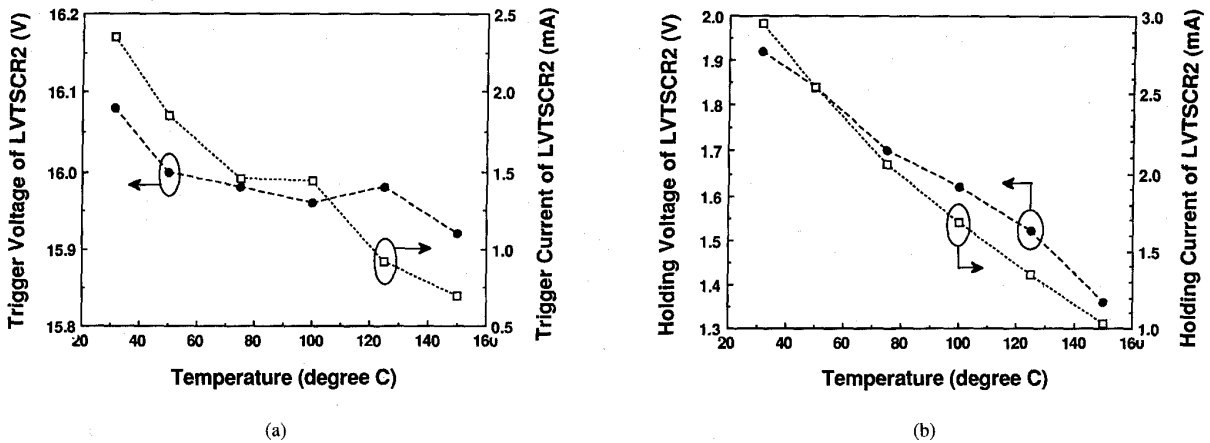 Trigger Voltage of LVTSCR2 (V)
16.2
16.1
16.0
15.9
15.8
2.5
2.0
1.5
1.0
0.5
Trigger Current of LVTSCR2 (mA)
20 40 60 80 100 120 140 160
Temperature (degree C)
(a)
Holding Voltage of LVTSCR2 (V)
2.0
1.9
1.8
1.7
1.6
1.5
1.4
1.3
3.0
2.5
2.0
1.5
1.0
Holding Current of LVTSCR2 (mA)
20 40 60 80 100 120 140 160
Temperature (degree C)
(b)